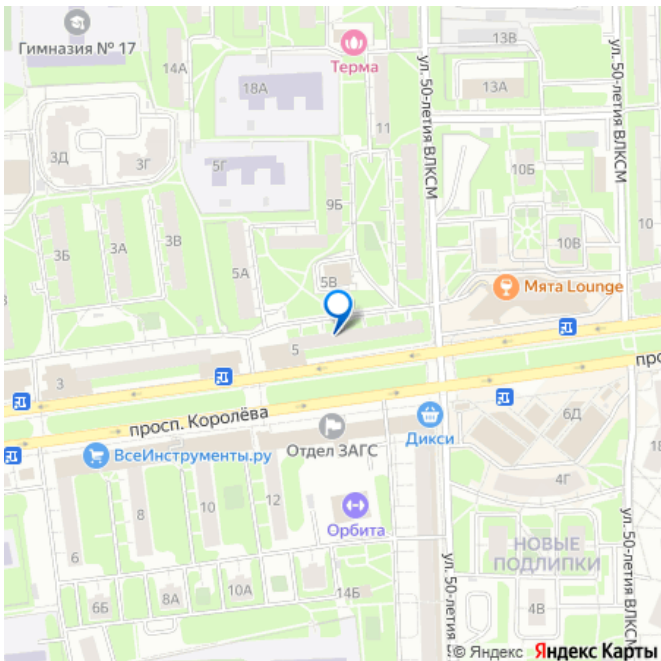 Гимназия № 17
14А
Терма
13В
ул. 50-летия ВЛКСМ
ул. 50-летия ВЛКСМ
18А
13А
11
3Д
3Г
5Г
10Б
9Б
10
3Б
3А
3В
5А
5В
10В
Мята Lounge
5
3
просп. Королёва
про
Отдел ЗАГС
Дикси
6Д
ВсеИнструменты.ру
4Г
6
8
10
12
Орбита
НОВЫЕ
ПОДЛИПКИ
ул. 50-летия ВЛКСМ
ул. 50-летия ВЛКСМ
6Б
8А
10А
14Б
4В
© Яндекс Яндекс Карты